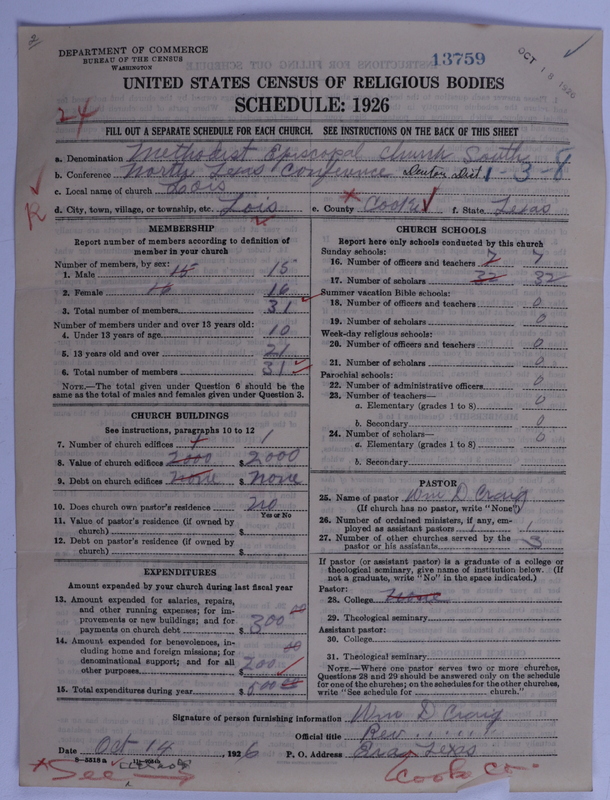 2
DEPARTMENT OF COMMERCE
BUREAU OF THE CENSUS
WASHINGTON
13759
OCT 18 1926
UNITED STATES CENSUS OF RELIGIOUS BODIES
SCHEDULE: 1926
24
FILL OUT A SEPARATE SCHEDULE FOR EACH CHURCH. SEE INSTRUCTIONS ON THE BACK OF THIS SHEET
a. Denomination Methodist Episcopal Church South
b. Conference North Texas Conference Denton Dist 1-3-8
c. Local name of church Lois
R
d. City, town, village, or township, etc. Lois e. County Cooke f. State Texas
MEMBERSHIP
Report number of members according to definition of member in your church
Number of members, by sex:
1. Male 15 15
2. Female 16 16
3. Total number of members 31
Number of members under and over 13 years old:
4. Under 13 years of age 10
5. 13 years old and over 21
6. Total number of members 31
NOTE.—The total given under Question 6 should be the same as the total of males and females given under Question 3.
CHURCH BUILDINGS
See instructions, paragraphs 10 to 12
7. Number of church edifices 1 1
8. Value of church edifices 2000 $ 2000
9. Debt on church edifices none $ none
10. Does church own pastor's residence no
Yes or No
11. Value of pastor's residence (if owned by church) $
12. Debt on pastor's residence (if owned by church) $
EXPENDITURES
Amount expended by your church during last fiscal year
13. Amount expended for salaries, repairs, and other running expenses; for improvements or new buildings; and for payments on church debt $ 300 00
14. Amount expended for benevolences, including home and foreign missions; for denominational support; and for all other purposes $ 200 00
15. Total expenditures during year $ 500 00
CHURCH SCHOOLS
Report here only schools conducted by this church
Sunday schools:
16. Number of officers and teachers 7 7
17. Number of scholars 32 32
Summer vacation Bible schools:
18. Number of officers and teachers 0
19. Number of scholars 0
Week-day religious schools:
20. Number of officers and teachers 0
21. Number of scholars 0
Parochial schools:
22. Number of administrative officers 0
23. Number of teachers—
a. Elementary (grades 1 to 8) 0
b. Secondary 0
24. Number of scholars— 0
a. Elementary (grades 1 to 8)
b. Secondary
PASTOR
25. Name of pastor Wm D Craig
(If church has no pastor, write "None")
26. Number of ordained ministers, if any, employed as assistant pastors
27. Number of other churches served by the pastor or his assistants 3
If pastor (or assistant pastor) is a graduate of a college or theological seminary, give name of institution below. (If not a graduate, write "No" in the space indicated.)
Pastor:
28. College None
29. Theological seminary
Assistant pastor:
30. College
31. Theological seminary
NOTE.—Where one pastor serves two or more churches, Questions 28 and 29 should be answered only on the schedule for one of the churches; on the schedules for the other churches, write "See schedule for church."
Signature of person furnishing information Wm D Craig
Official title Rev
Date Oct 14, 1926 P. O. Address Texas
8—5518a
See
Cooke Co.